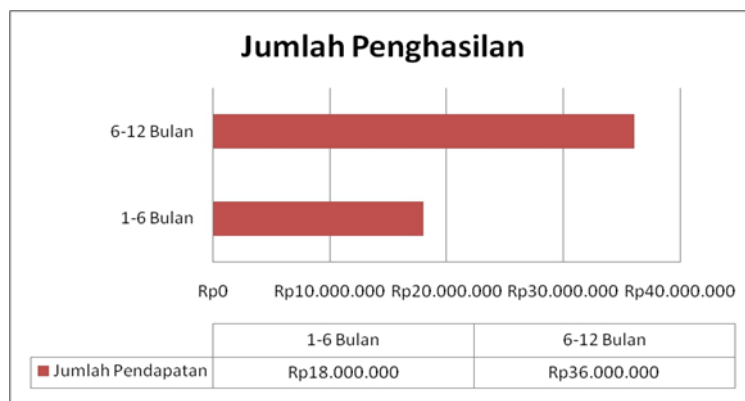 Jumlah Penghasilan
6-12 Bulan
1-6 Bulan
Rp0 Rp10.000.000 Rp20.000.000 Rp30.000.000 Rp40.000.000
1-6 Bulan 6-12 Bulan
Jumlah Pendapatan Rp18.000.000 Rp36.000.000